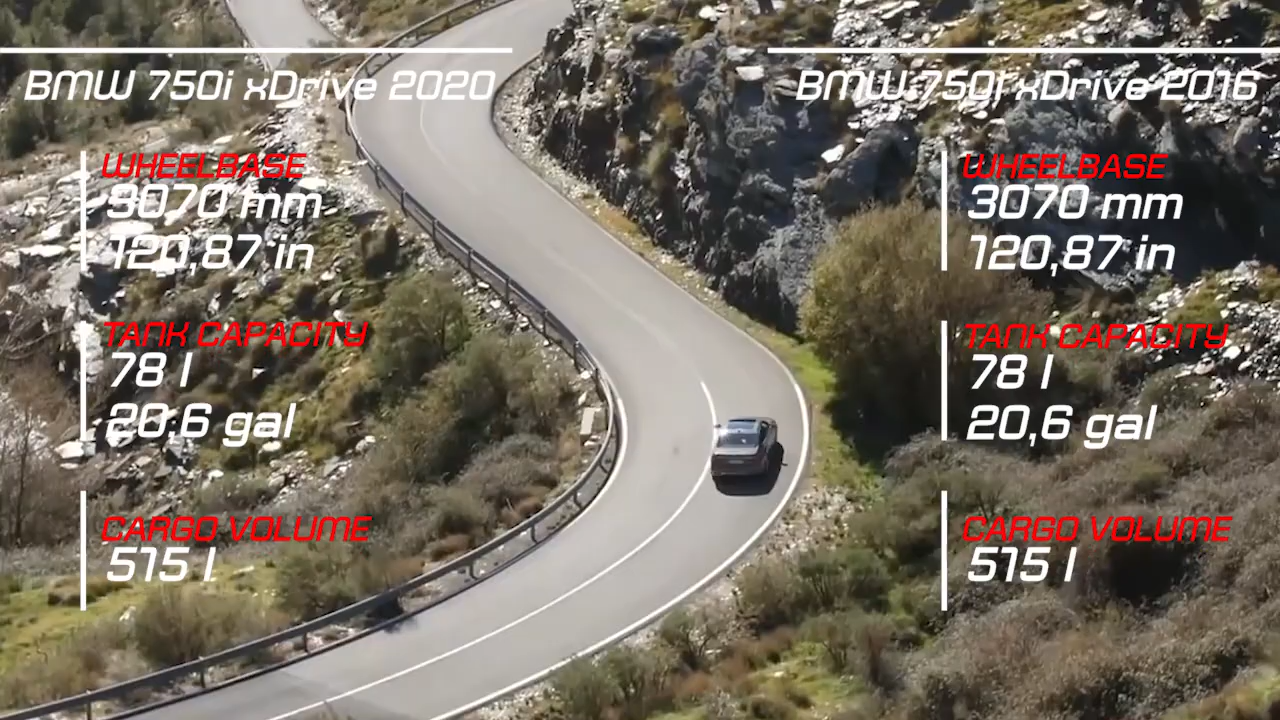 BMW 750i xDrive 2020
WHEELBASE
3070 mm
120,87 in
TANK CAPACITY
78 l
20,6 gal
CARGO VOLUME
515 l
BMW 750i xDrive 2016
WHEELBASE
3070 mm
120,87 in
TANK CAPACITY
78 l
20,6 gal
CARGO VOLUME
515 l